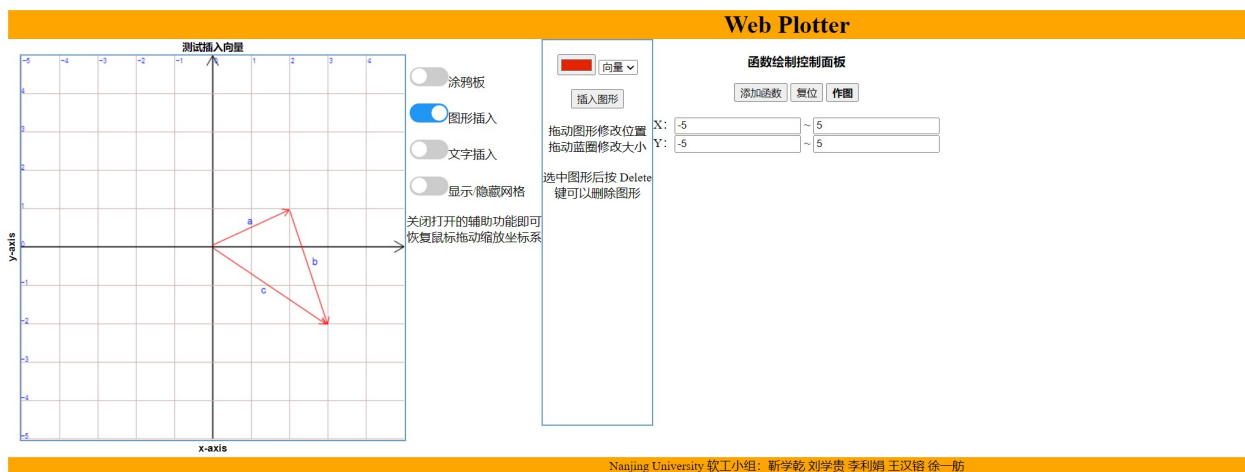 Web Plotter
测试插入向量
-5 -4 -3 -2 -1 0 1 2 3 4
4
3
2
1
0
-1
-2
-3
-4
-5
a
b
c
y-axis
x-axis
涂鸦板
图形插入
文字插入
显示/隐藏网格
关闭打开的辅助功能即可
恢复鼠标拖动缩放坐标系
向量
插入图形
拖动图形修改位置
拖动蓝圈修改大小
选中图形后按 Delete
键可以删除图形
函数绘制控制面板
添加函数 复位 作图
X: -5 ~ 5
Y: -5 ~ 5
Nanjing University 软工小组：靳学乾 刘学贵 李利娟 王汉镕 徐一舫